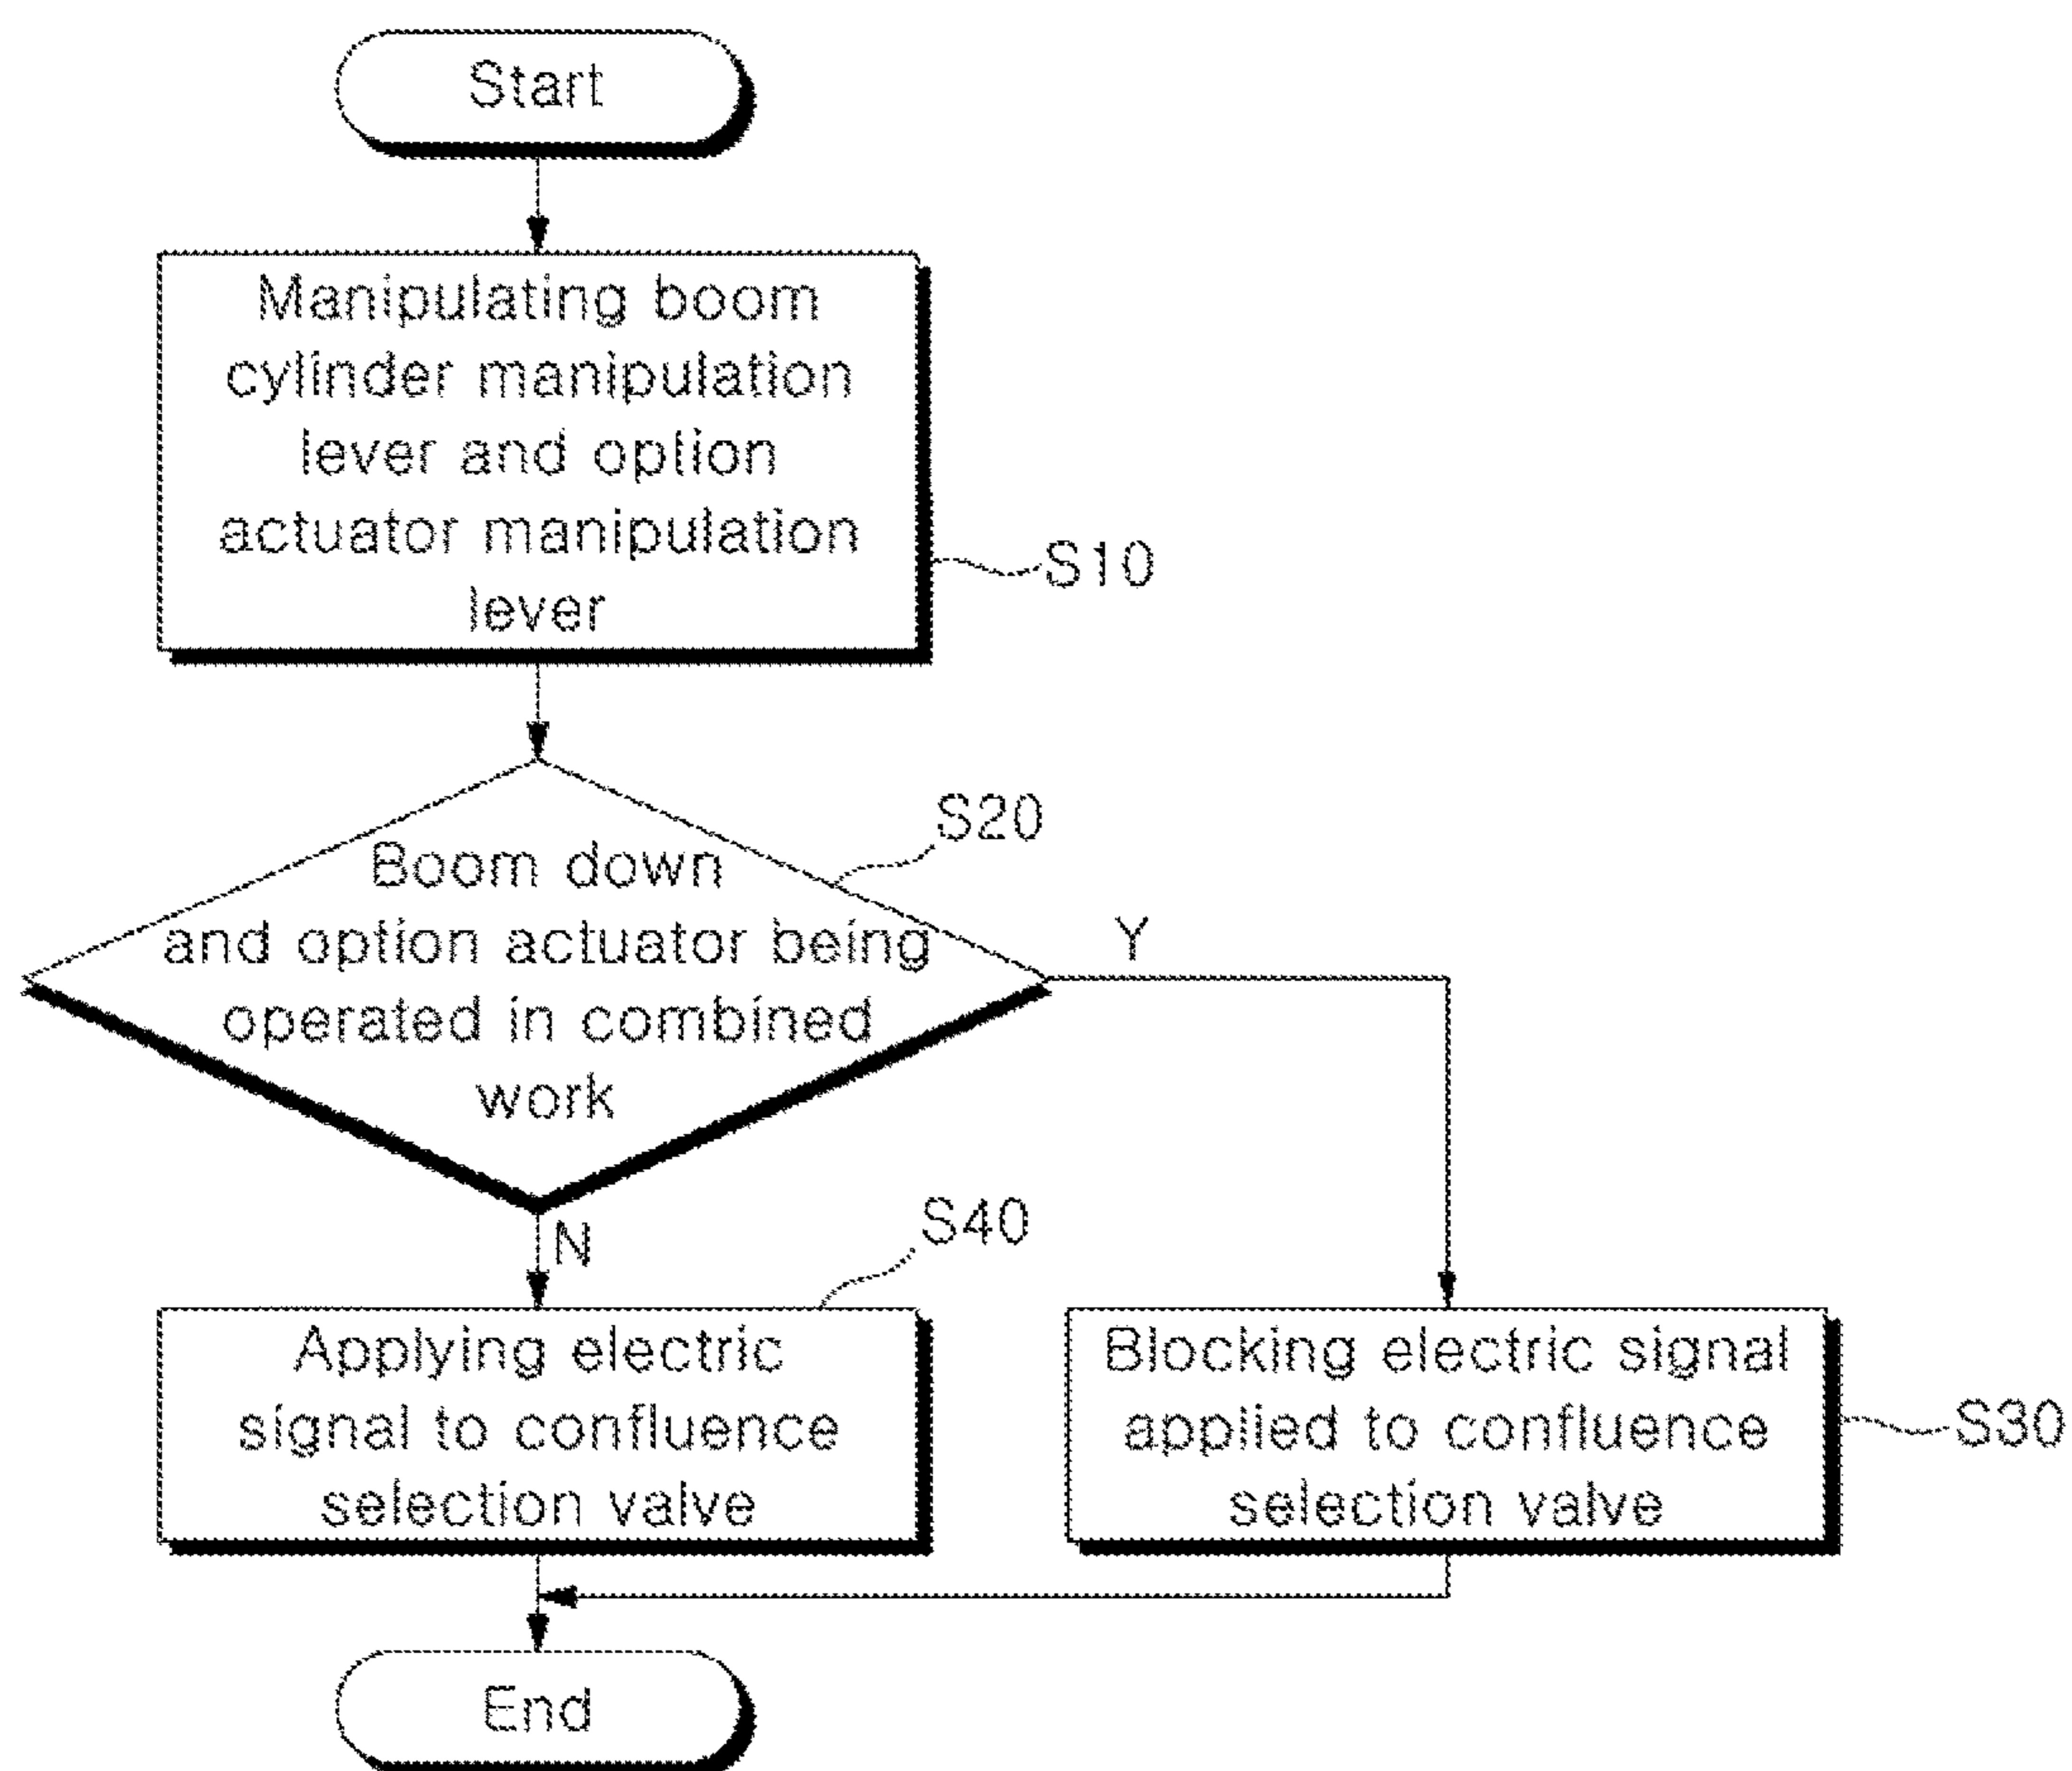 Start
Manipulating boom
cylinder manipulation
lever and option
actuator manipulation
lever
S10
S20
Boom down
and option actuator being
operated in combined
work
Y
N
S40
Applying electric
signal to confluence
selection valve
Blocking electric signal
applied to confluence
selection valve
S30
End